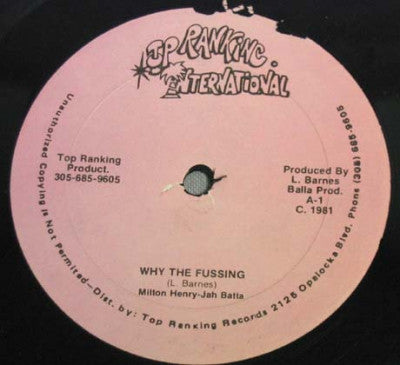 TOP RANKING
INTERNATIONAL
Top Ranking
Product.
305-685-9605
Produced By
L. Barnes
Balla Prod.
A-1
C. 1981
WHY THE FUSSING
(L. Barnes)
Milton Henry-Jah Batta
Unauthorized Copying is Not Permitted-Dist. by: Top Ranking Records 2128 Opalocka Blvd. Phone (305) 685-9605